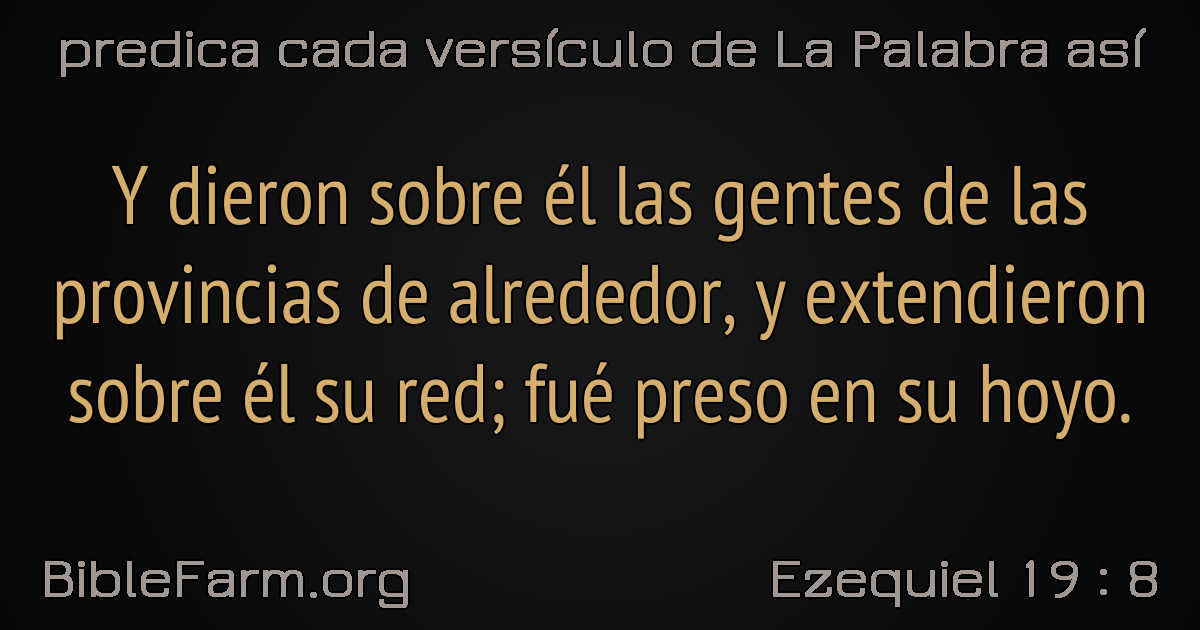 predica cada versículo de La Palabra así
Y dieron sobre él las gentes de las
provincias de alrededor, y extendieron
sobre él su red; fué preso en su hoyo.
BibleFarm.org
Ezequiel 19 : 8